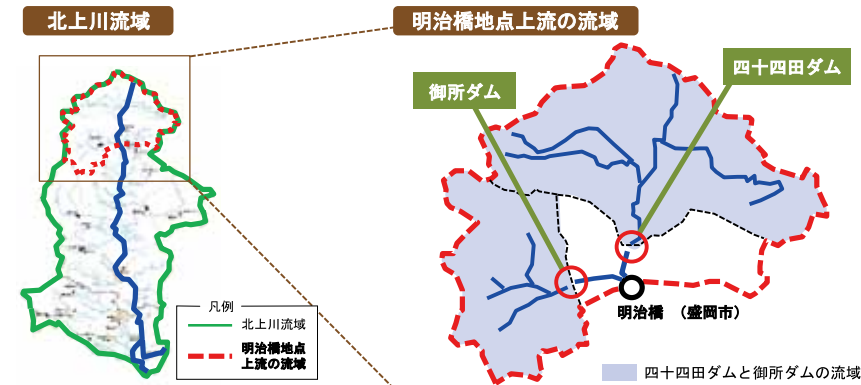 北上川流域
明治橋地点上流の流域
四十四田ダム
御所ダム
凡例
北上川流域
明治橋地点
上流の流域
明治橋 （盛岡市）
四十四田ダムと御所ダムの流域